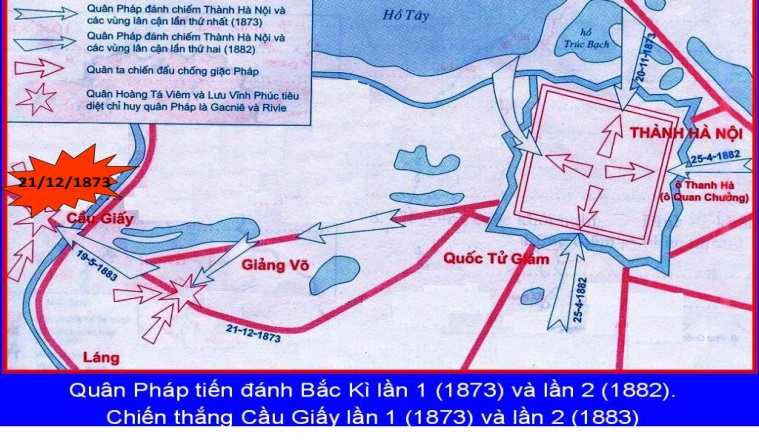 Quân Pháp đánh chiếm Thành Hà Nội và
các vùng lân cận lần thứ nhất (1873)
Quân Pháp đánh chiếm Thành Hà Nội và
các vùng lân cận lần thứ hai (1882)
Quân ta chiến đấu chống giặc Pháp
Quân Hoàng Tá Viêm và Lưu Vĩnh Phúc tiêu
diệt chỉ huy quân Pháp là Gacniê và Rivie
Hồ Tây
hồ
Trúc Bạch
20-11-1873
THÀNH HÀ NỘI
25-4-1882
ô Thanh Hà
(ô Quan Chưởng)
21/12/1873
Cầu Giấy
19-5-1883
Giảng Võ
Quốc Tử Giám
25-4-1882
21-12-1873
Láng
Quân Pháp tiến đánh Bắc Kì lần 1 (1873) và lần 2 (1882).
Chiến thắng Cầu Giấy lần 1 (1873) và lần 2 (1883)